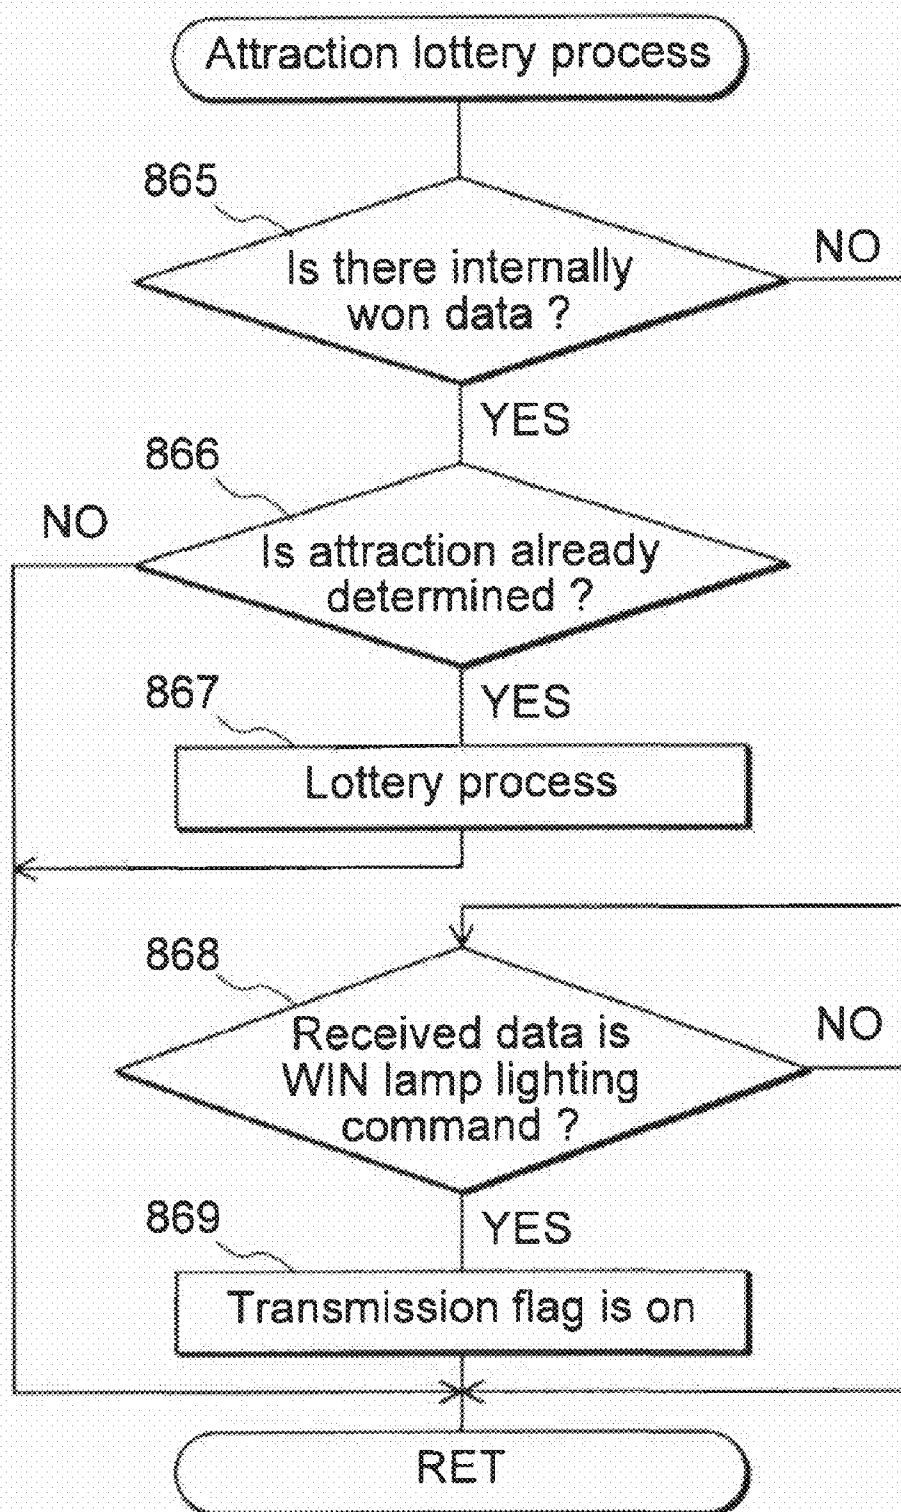 Attraction lottery process
865
Is there internally
won data ?
NO
YES
866
NO
Is attraction already
determined ?
YES
867
Lottery process
868
Received data is
WIN lamp lighting
command ?
NO
YES
869
Transmission flag is on
RET